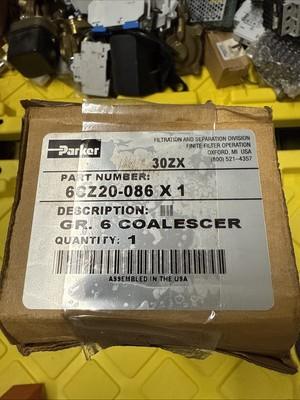 Parker
FILTRATION AND SEPARATION DIVISION
FINITE FILTER OPERATION
OXFORD, MI USA
(800) 521-4357
30ZX
PART NUMBER:
6CZ20-086 X 1
DESCRIPTION:
GR. 6 COALESCER
QUANTITY: 1
ASSEMBLED IN THE USA